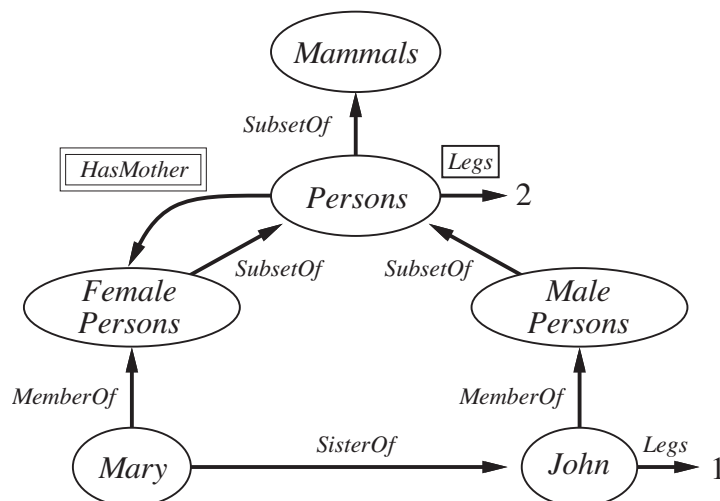 Mammals
SubsetOf
HasMother
Legs
Persons
2
SubsetOf
SubsetOf
Female
Persons
Male
Persons
MemberOf
MemberOf
SisterOf
Legs
Mary
John
1